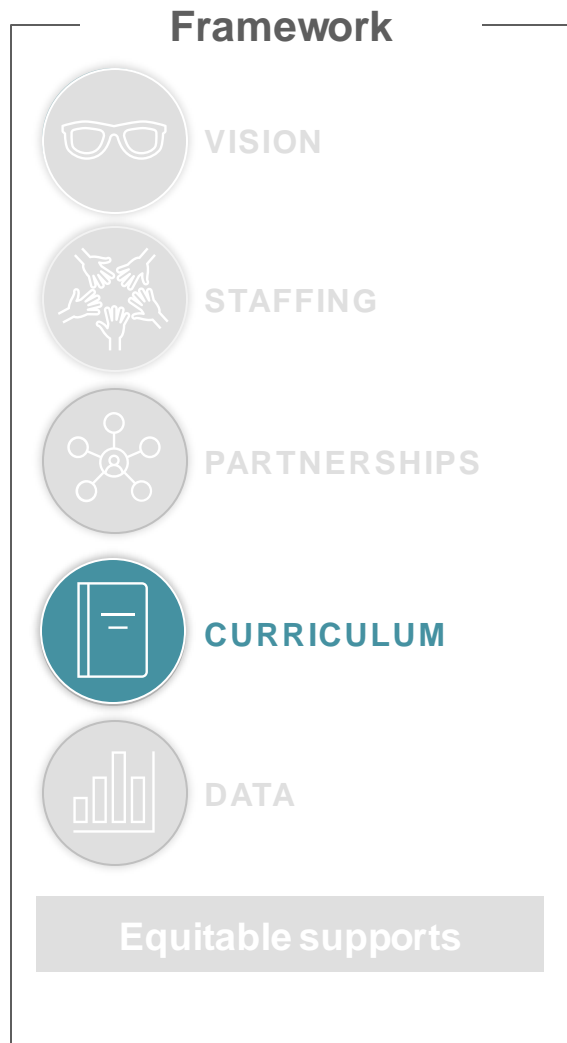 Framework
VISION
STAFFING
PARTNERSHIPS
CURRICULUM
DATA
Equitable supports